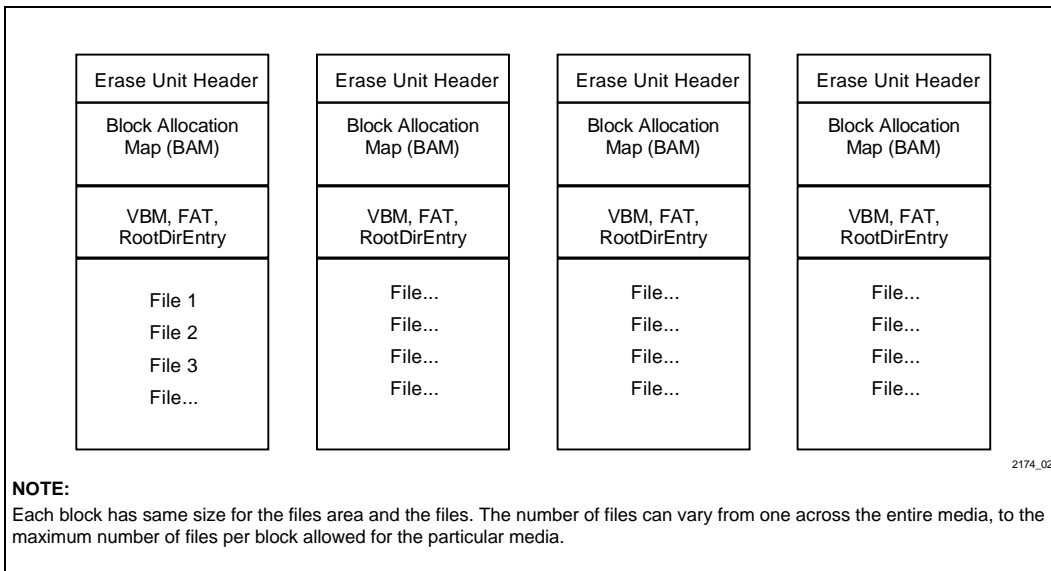 Erase Unit Header
Block Allocation
Map (BAM)
VBM, FAT,
RootDirEntry
File 1
File 2
File 3
File...
Erase Unit Header
Block Allocation
Map (BAM)
VBM, FAT,
RootDirEntry
File...
File...
File...
File...
Erase Unit Header
Block Allocation
Map (BAM)
VBM, FAT,
RootDirEntry
File...
File...
File...
File...
Erase Unit Header
Block Allocation
Map (BAM)
VBM, FAT,
RootDirEntry
File...
File...
File...
File...
2174_02
NOTE:
Each block has same size for the files area and the files. The number of files can vary from one across the entire media, to the
maximum number of files per block allowed for the particular media.